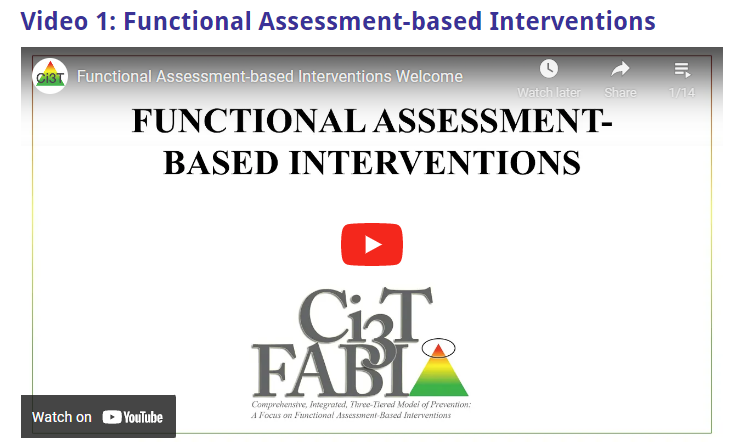 Video 1: Functional Assessment-based Interventions
Ci3T
Functional Assessment-based Interventions Welcome
Watch later
Share
1/14
FUNCTIONAL ASSESSMENT-
BASED INTERVENTIONS
Ci3T
FABI
Comprehensive, Integrated, Three-Tiered Model of Prevention:
A Focus on Functional Assessment-Based Interventions
Watch on YouTube